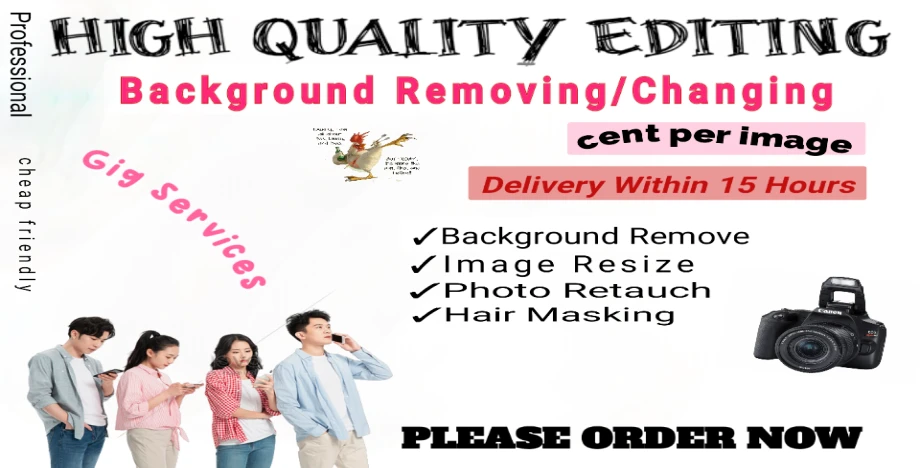 HIGH QUALITY EDITING
Background Removing/Changing
Professional
cheap friendly
Gig Services
cent per image
Delivery Within 15 Hours
✓Background Remove
✓Image Resize
✓Photo Retauch
✓Hair Masking
Canon
PLEASE ORDER NOW